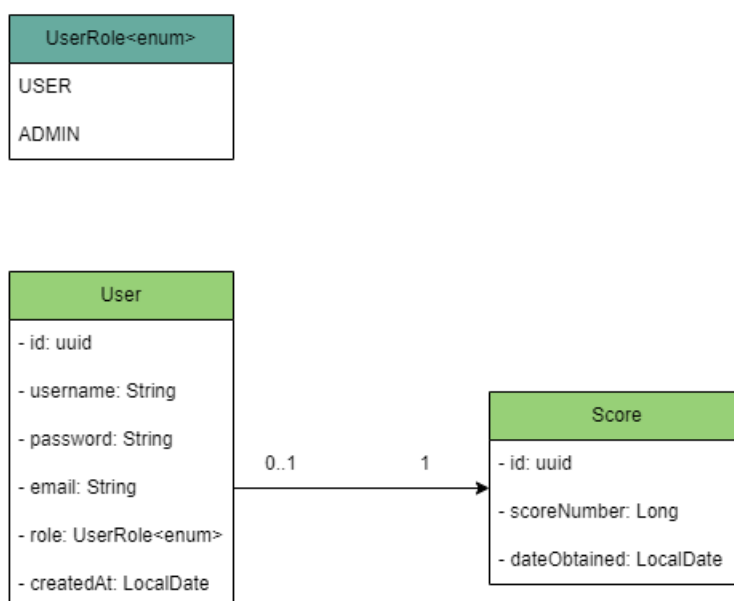 UserRole<enum>
USER
ADMIN
User
- id: uuid
- username: String
- password: String
- email: String
- role: UserRole<enum>
- createdAt: LocalDate
0..1
1
Score
- id: uuid
- scoreNumber: Long
- dateObtained: LocalDate